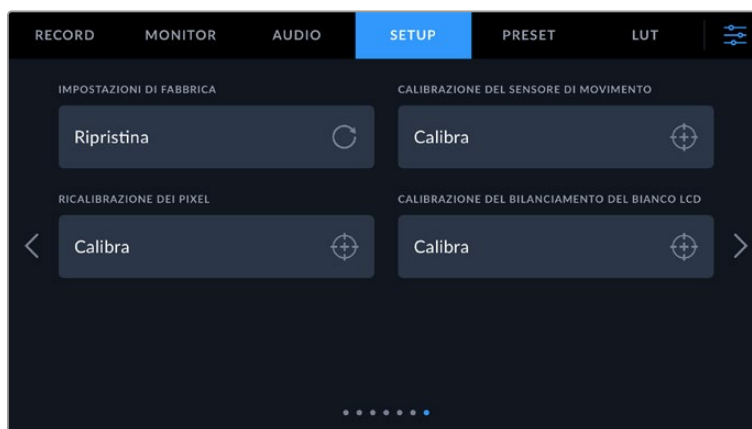 RECORD MONITOR AUDIO SETUP PRESET LUT
IMPOSTAZIONI DI FABBRICA CALIBRAZIONE DEL SENSORE DI MOVIMENTO
Ripristina Calibra
RICALIBRAZIONE DEI PIXEL CALIBRAZIONE DEL BILANCIAMENTO DEL BIANCO LCD
Calibra Calibra